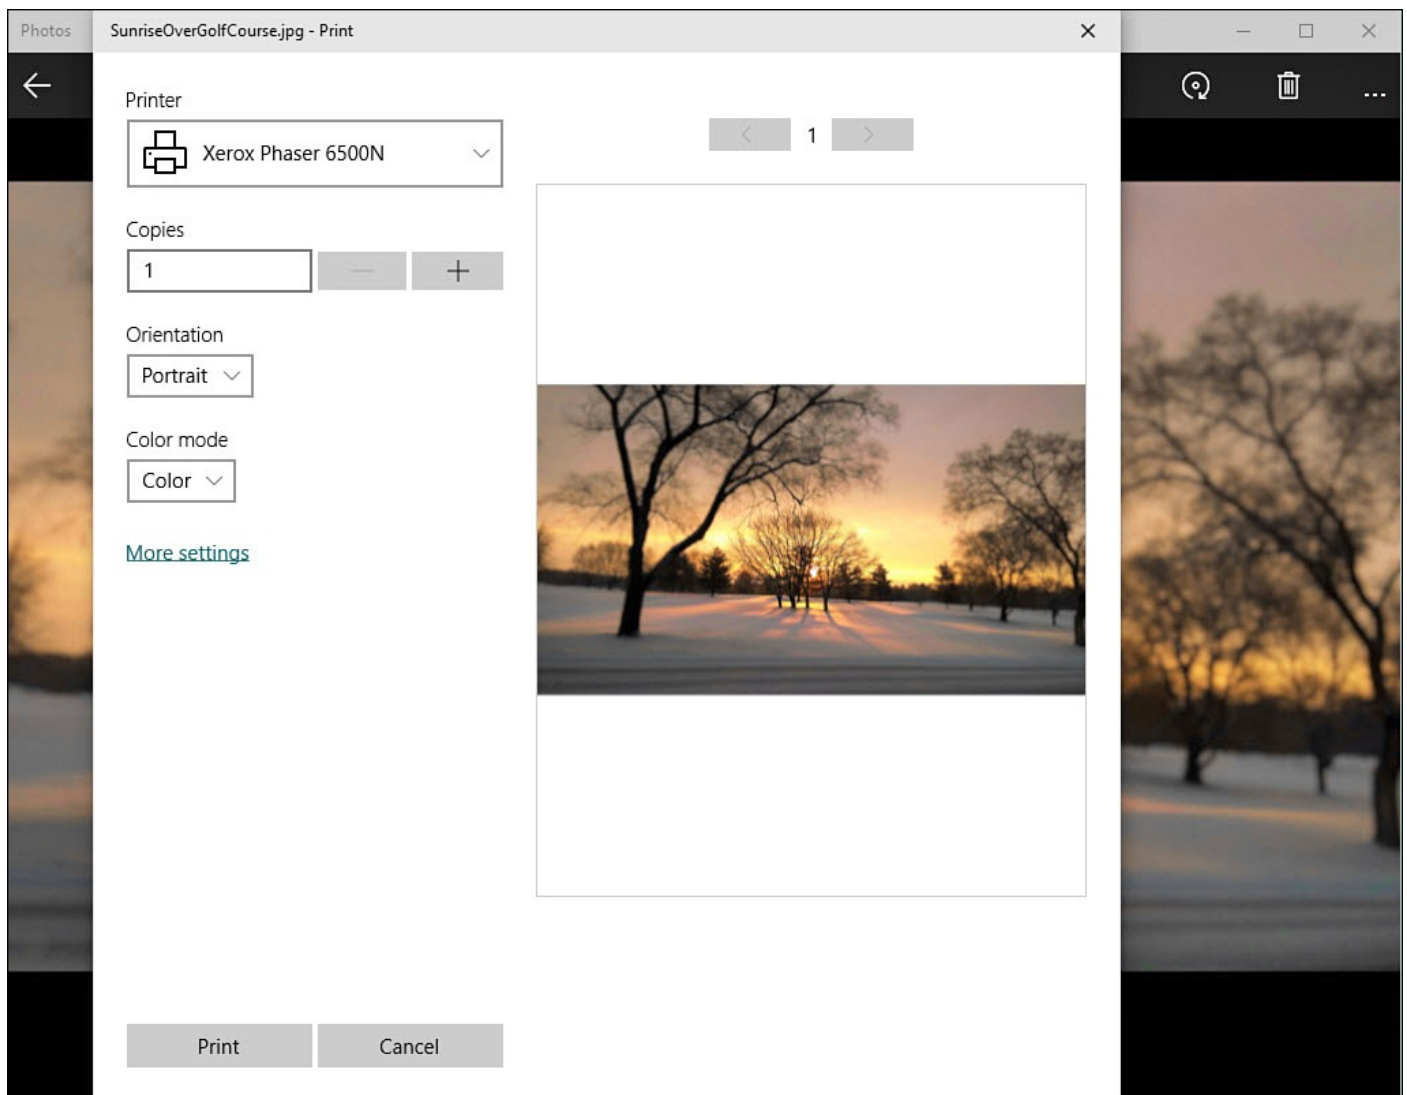 Photos
SunriseOverGolfCourse.jpg - Print
Printer
Xerox Phaser 6500N
Copies
1
Orientation
Portrait
Color mode
Color
More settings
Print Cancel
1